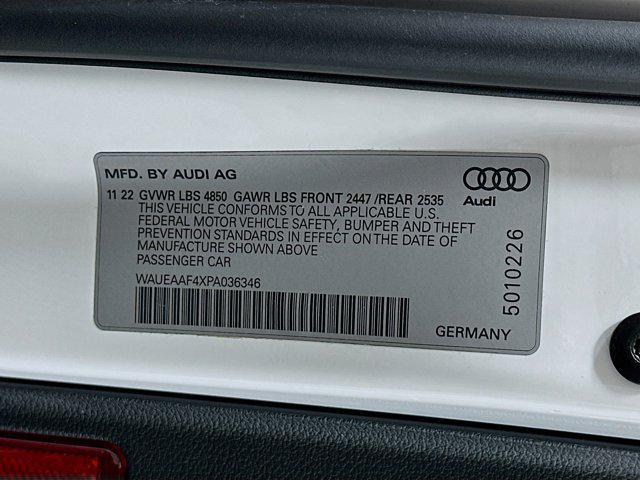 MFD. BY AUDI AG
11 22 GVWR LBS 4850 GAWR LBS FRONT 2447 /REAR 2535
THIS VEHICLE CONFORMS TO ALL APPLICABLE U.S.
FEDERAL MOTOR VEHICLE SAFETY, BUMPER AND THEFT
PREVENTION STANDARDS IN EFFECT ON THE DATE OF
MANUFACTURE SHOWN ABOVE
PASSENGER CAR
WAUEAAF4XPA036346
Audi
5010226
GERMANY